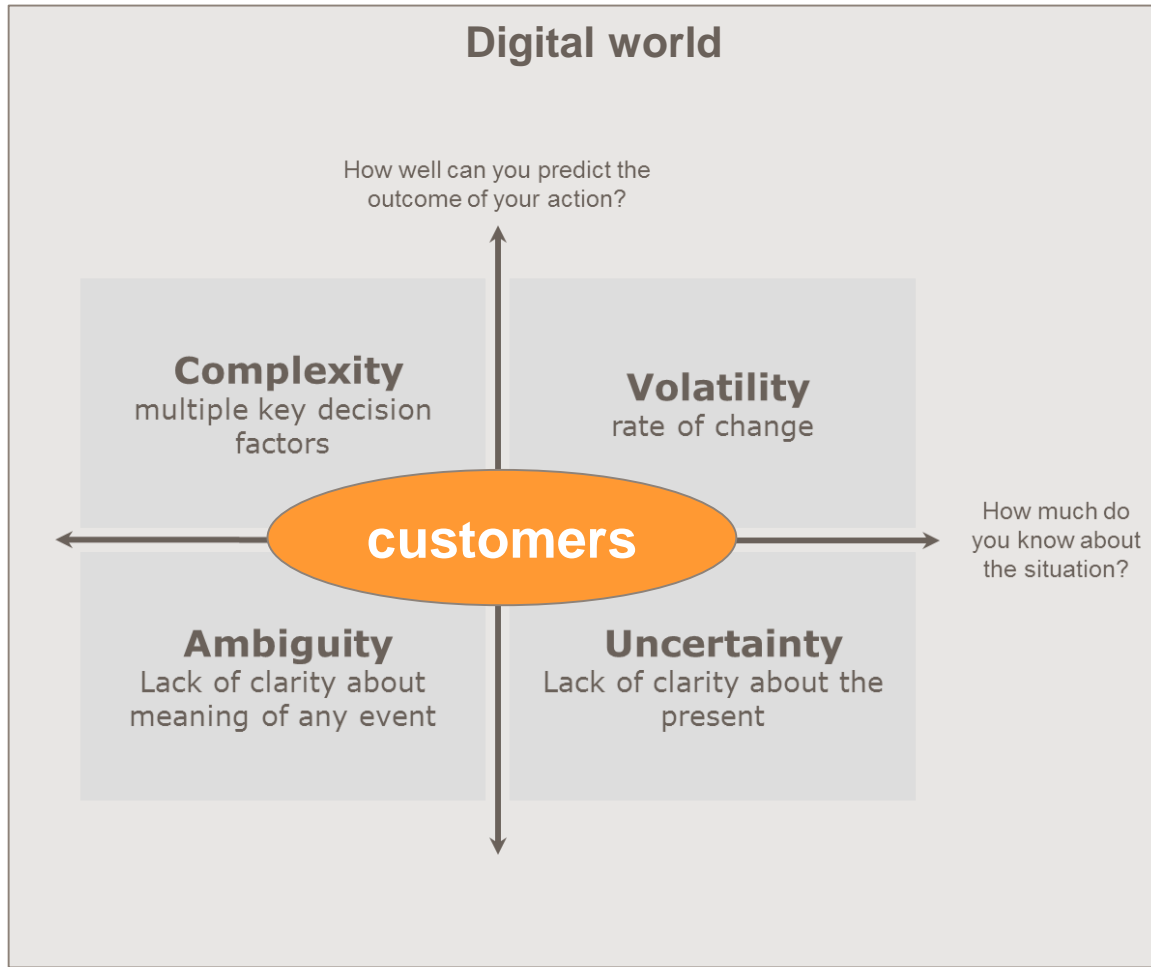 Digital world
How well can you predict the
outcome of your action?
Complexity
multiple key decision
factors
Volatility
rate of change
customers
How much do
you know about
the situation?
Ambiguity
Lack of clarity about
meaning of any event
Uncertainty
Lack of clarity about the
present